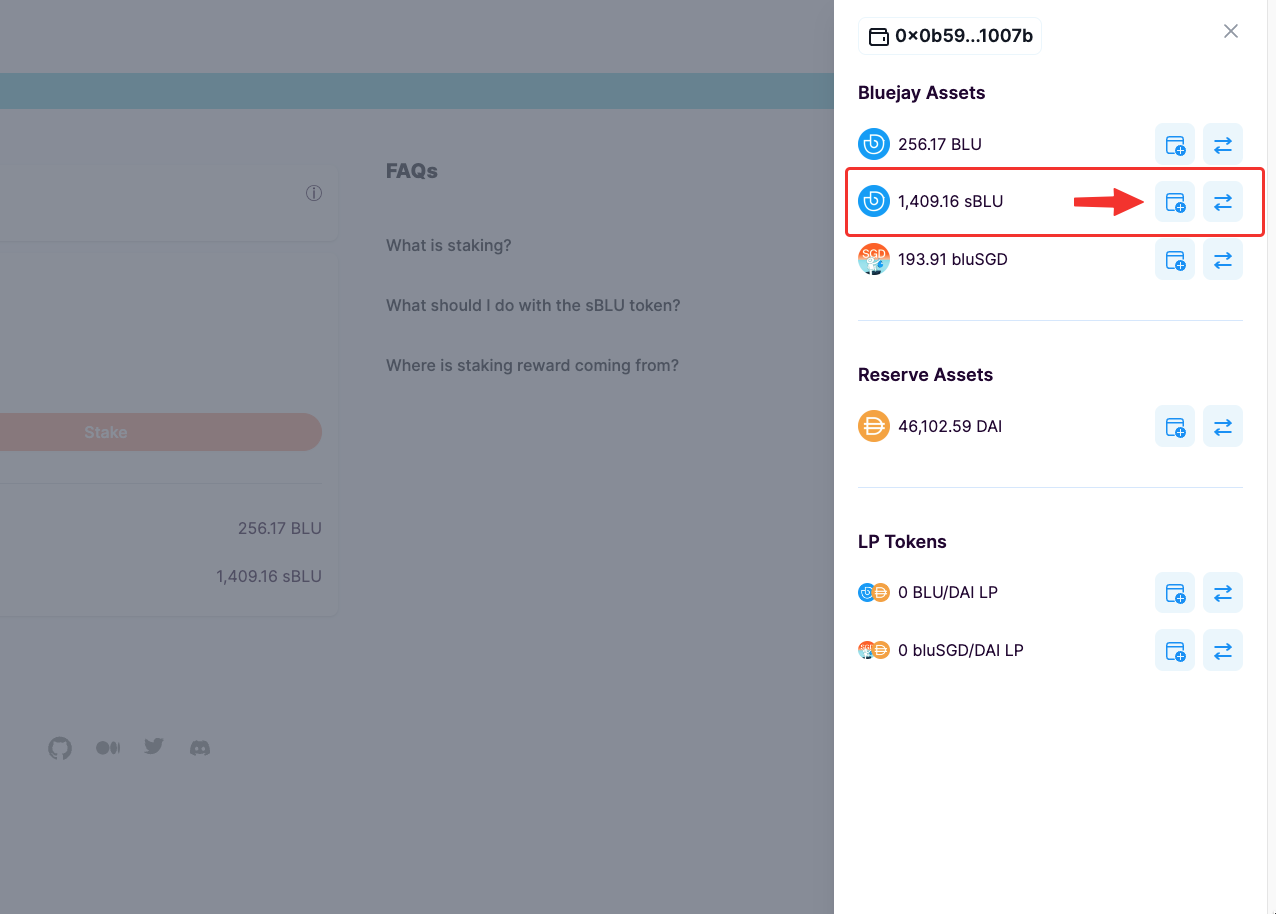 0×0b59...1007b
Bluejay Assets
256.17 BLU
1,409.16 sBLU
SGD
193.91 bluSGD
Reserve Assets
46,102.59 DAI
LP Tokens
0 BLU/DAI LP
0 bluSGD/DAI LP
FAQs
What is staking?
What should I do with the sBLU token?
Where is staking reward coming from?
Stake
256.17 BLU
1,409.16 sBLU